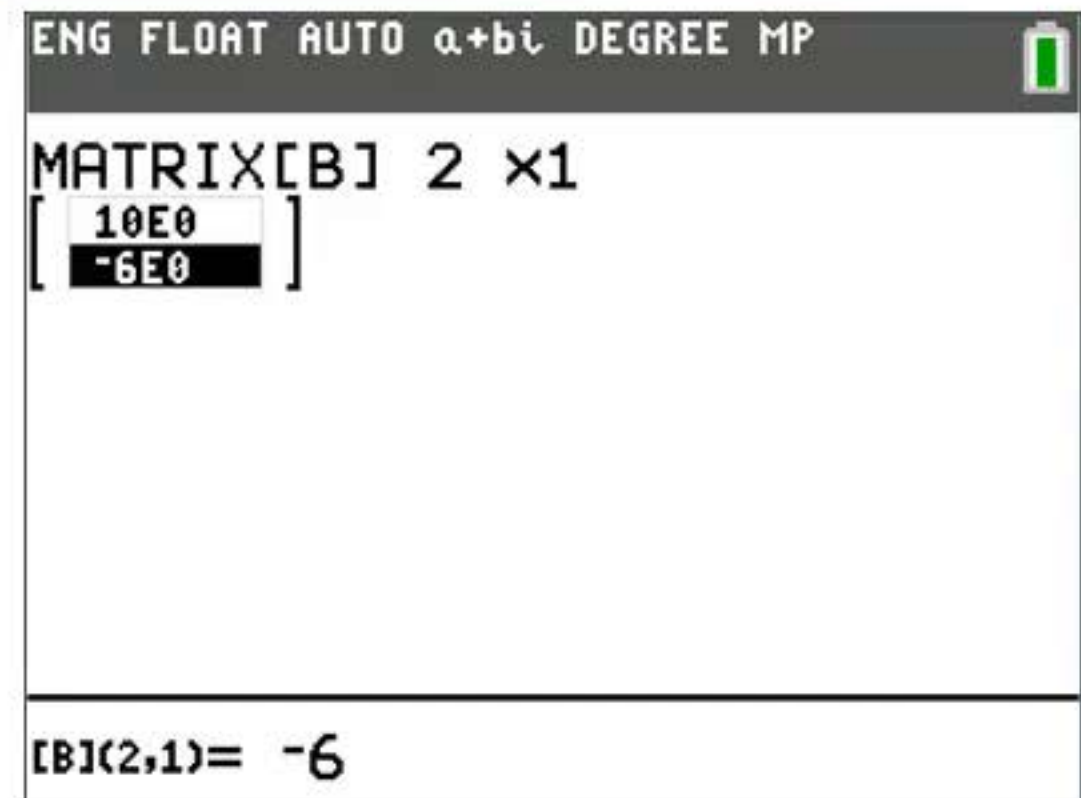 ENG FLOAT AUTO a+bi DEGREE MP
MATRIX[B] 2 ×1
[ 10E0 ]
[ ⁻6E0 ]
[B](2,1)= ⁻6